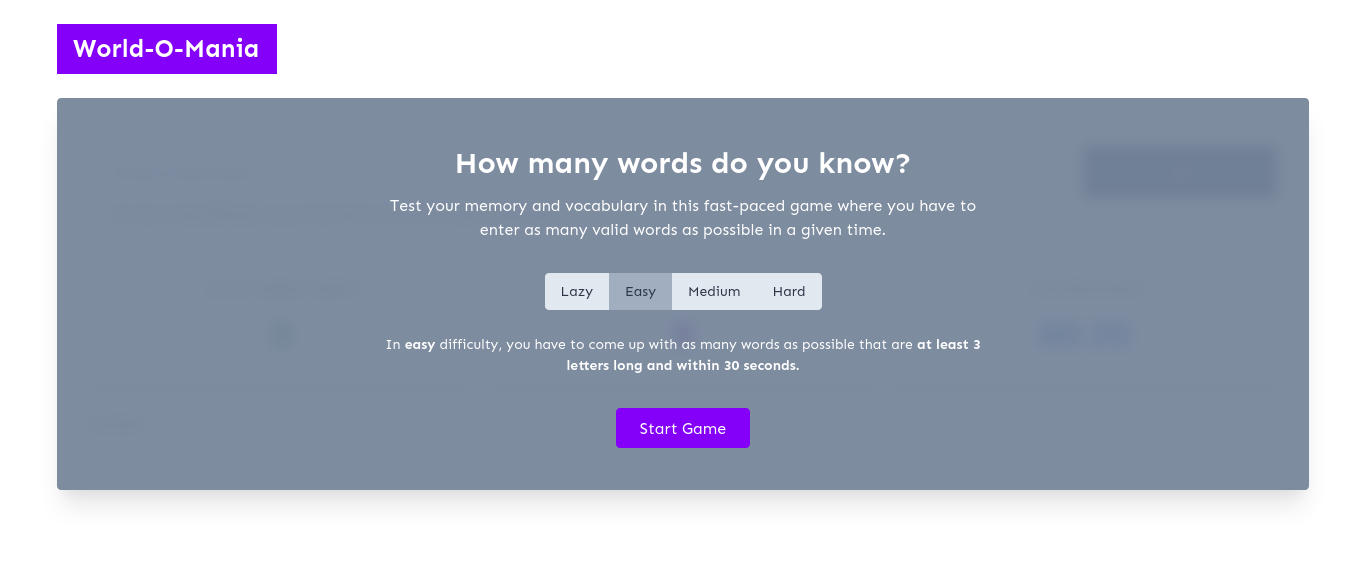 World-O-Mania
How many words do you know?
Test your memory and vocabulary in this fast-paced game where you have to
enter as many valid words as possible in a given time.
Lazy Easy Medium Hard
In easy difficulty, you have to come up with as many words as possible that are at least 3
letters long and within 30 seconds.
Start Game